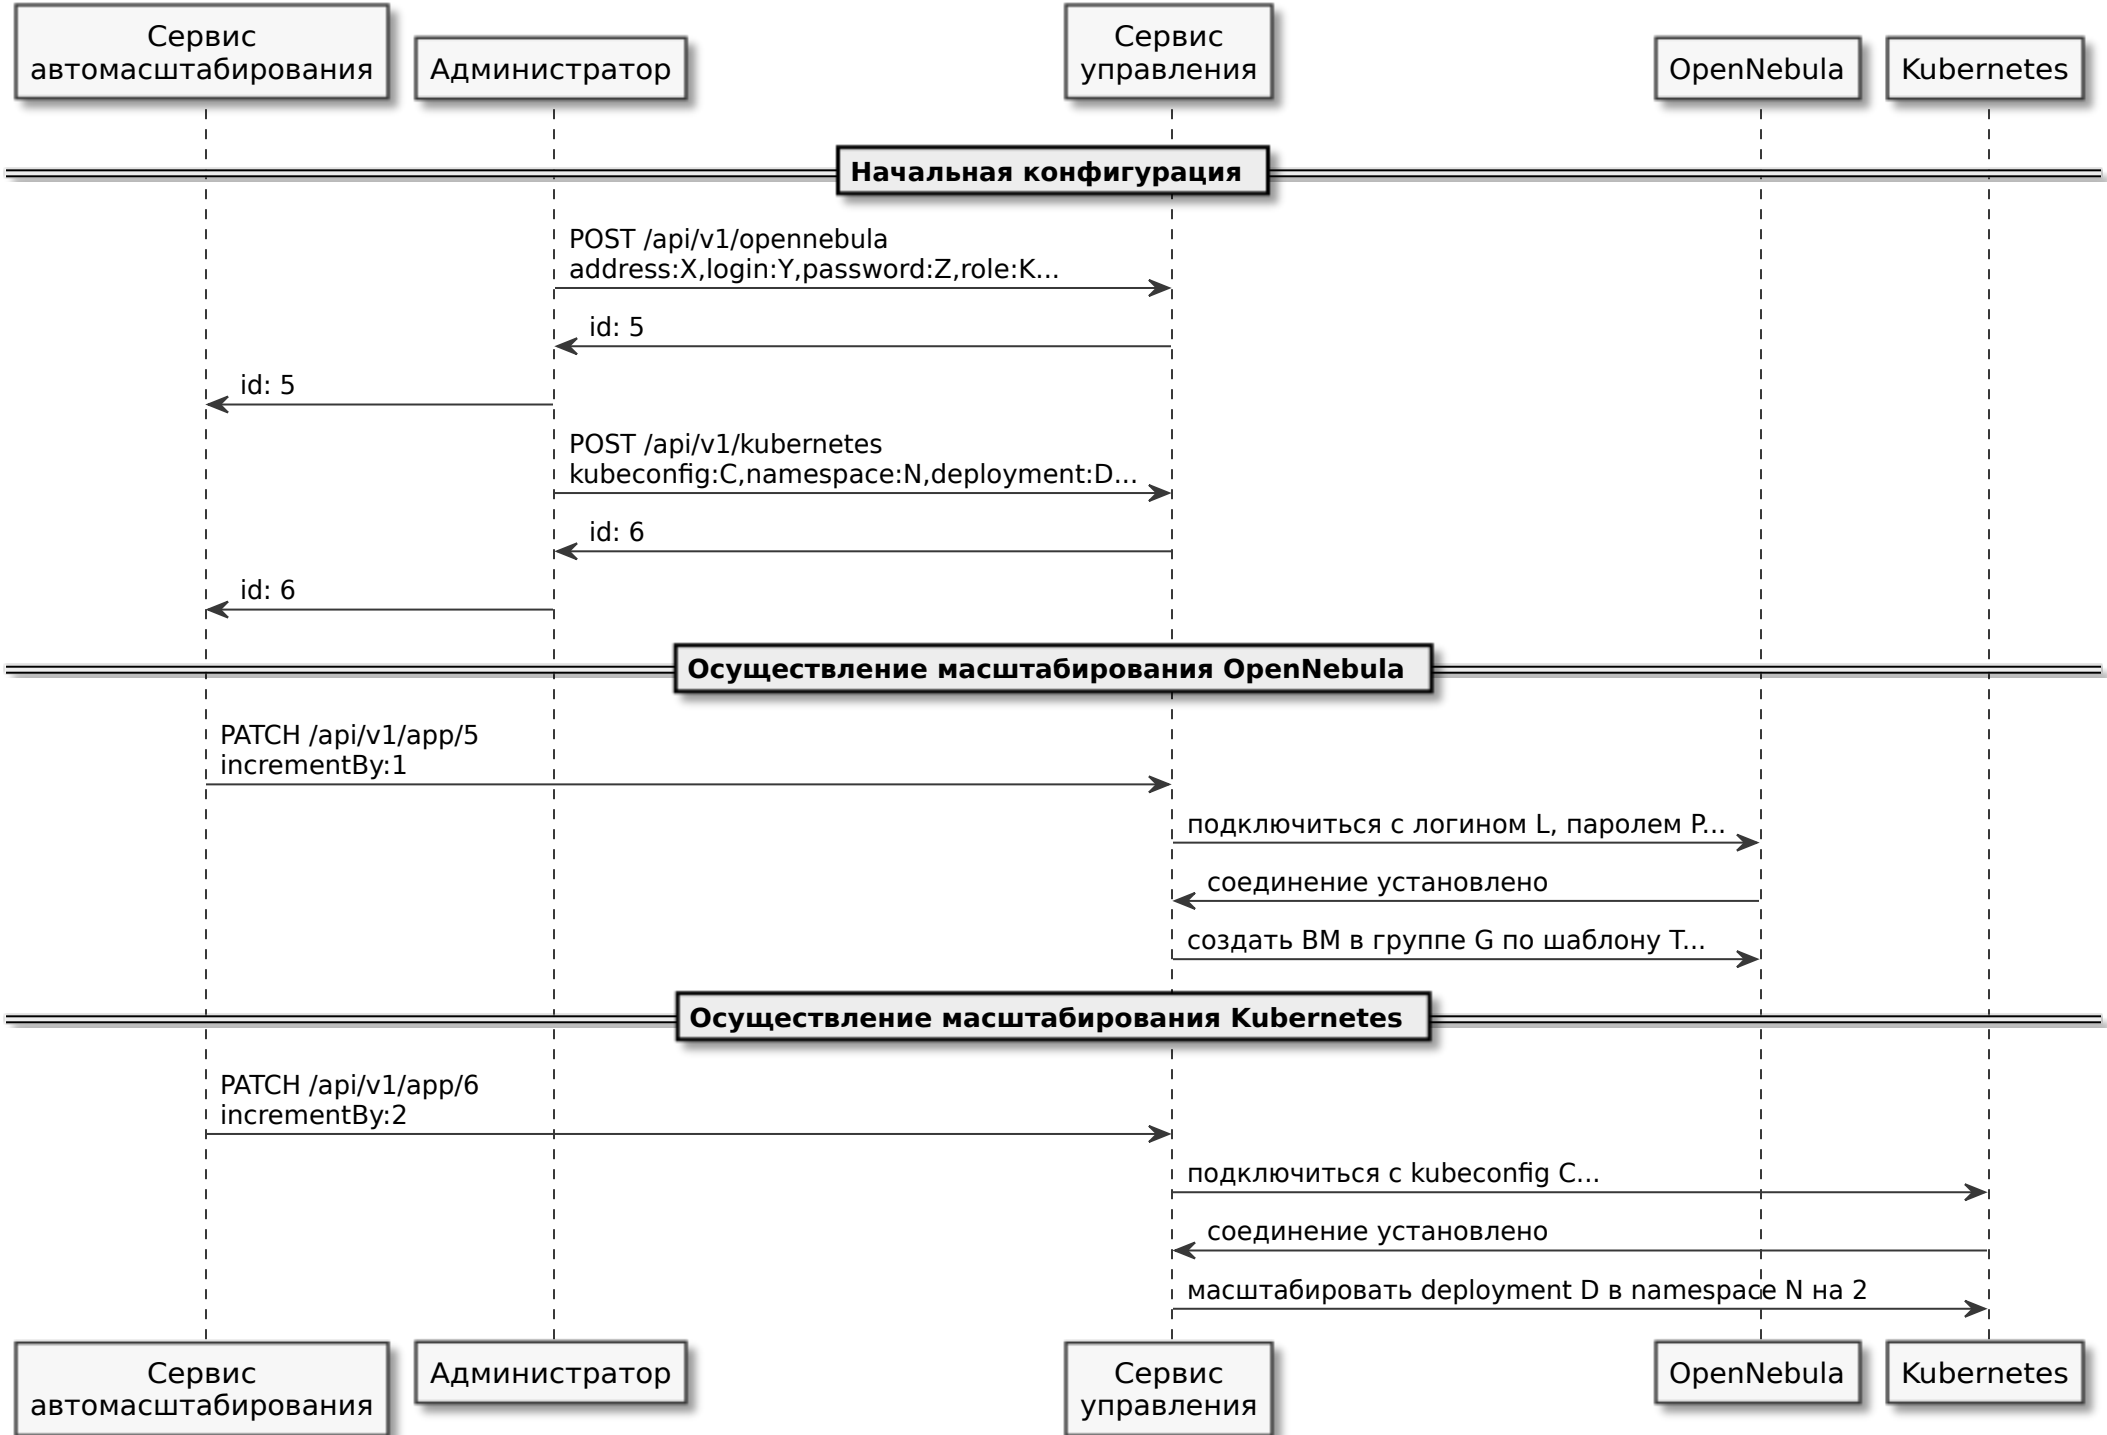 Сервис
автомасштабирования
Администратор
Сервис
управления
OpenNebula
Kubernetes
Начальная конфигурация
POST /api/v1/opennebula
address:X,login:Y,password:Z,role:K...
id: 5
id: 5
POST /api/v1/kubernetes
kubeconfig:C,namespace:N,deployment:D...
id: 6
id: 6
Осуществление масштабирования OpenNebula
PATCH /api/v1/app/5
incrementBy:1
подключиться с логином L, паролем P...
соединение установлено
создать ВМ в группе G по шаблону T...
Осуществление масштабирования Kubernetes
PATCH /api/v1/app/6
incrementBy:2
подключиться с kubeconfig C...
соединение установлено
масштабировать deployment D в namespace N на 2
Сервис
автомасштабирования
Администратор
Сервис
управления
OpenNebula
Kubernetes